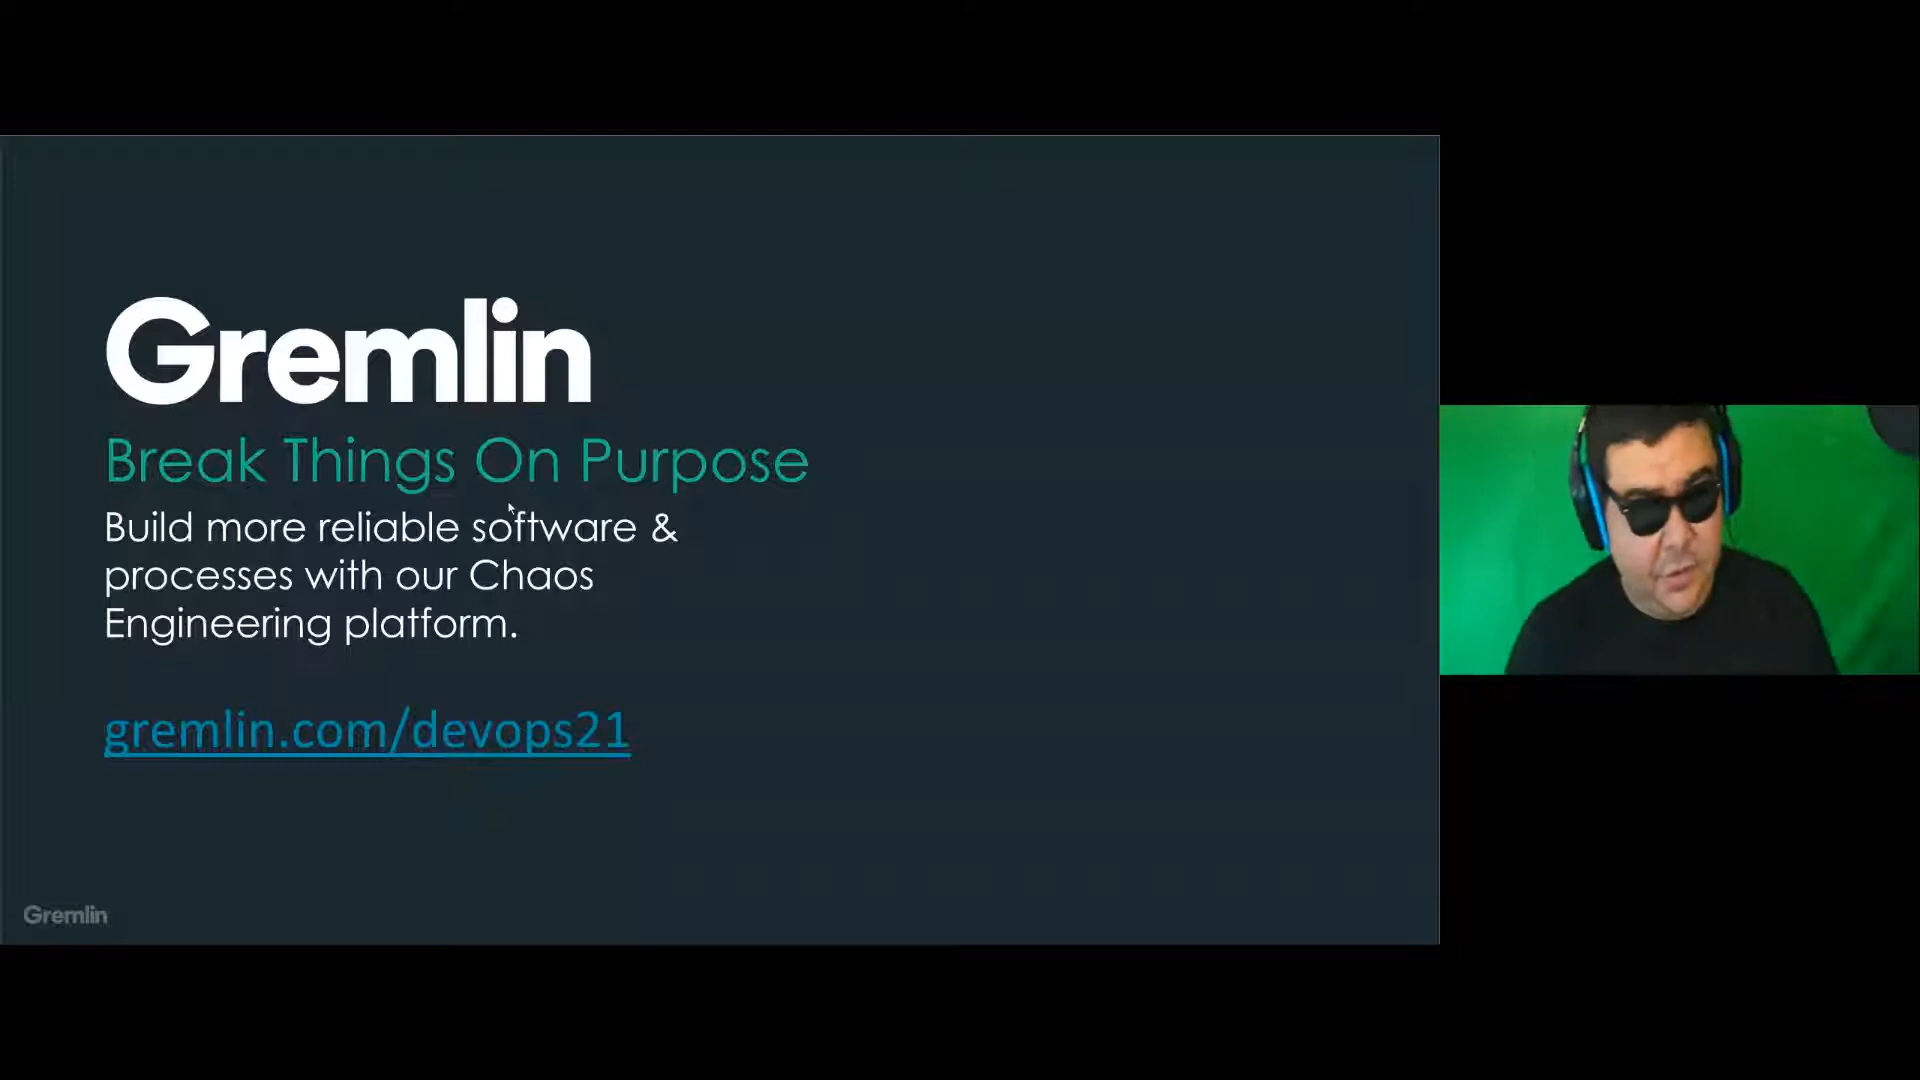 Gremlin
Break Things On Purpose
Build more reliable software &
processes with our Chaos
Engineering platform.
gremlin.com/devops21
Gremlin